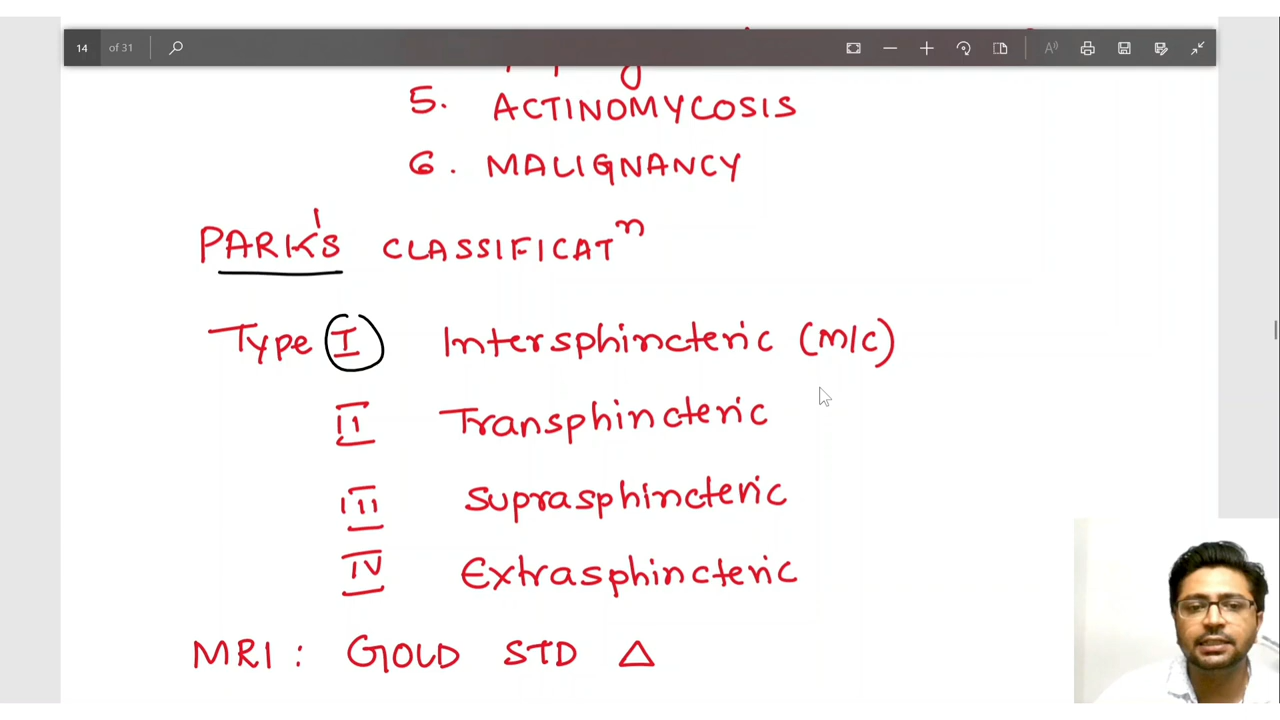 14 of 31
5. ACTINOMYCOSIS
6. MALIGNANCY
PARK'S CLASSIFICATn
Type I Intersphincteric (M/C)
II Transphincteric
III Suprasphincteric
IV Extrasphincteric
MRI: GOLD STD Δ